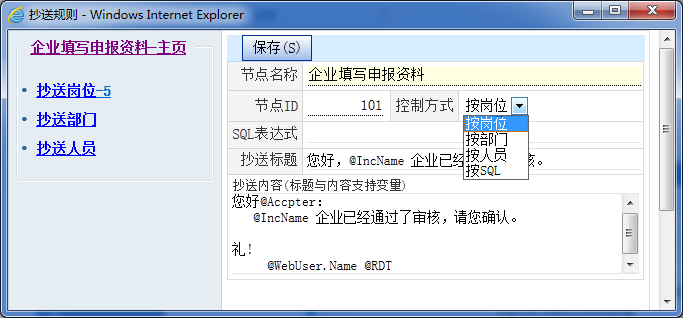 抄送规则 - Windows Internet Explorer
企业填写申报资料-主页
抄送岗位-5
抄送部门
抄送人员
保存(S)
节点名称 企业填写申报资料
节点ID 101 控制方式 按岗位
按岗位
按部门
按人员
按SQL
SQL表达式
抄送标题 您好，@IncName 企业已经 核。
抄送内容(标题与内容支持变量)
您好@Accpter:
@IncName 企业已经通过了审核，请您确认。
礼!
@WebUser.Name @RDT